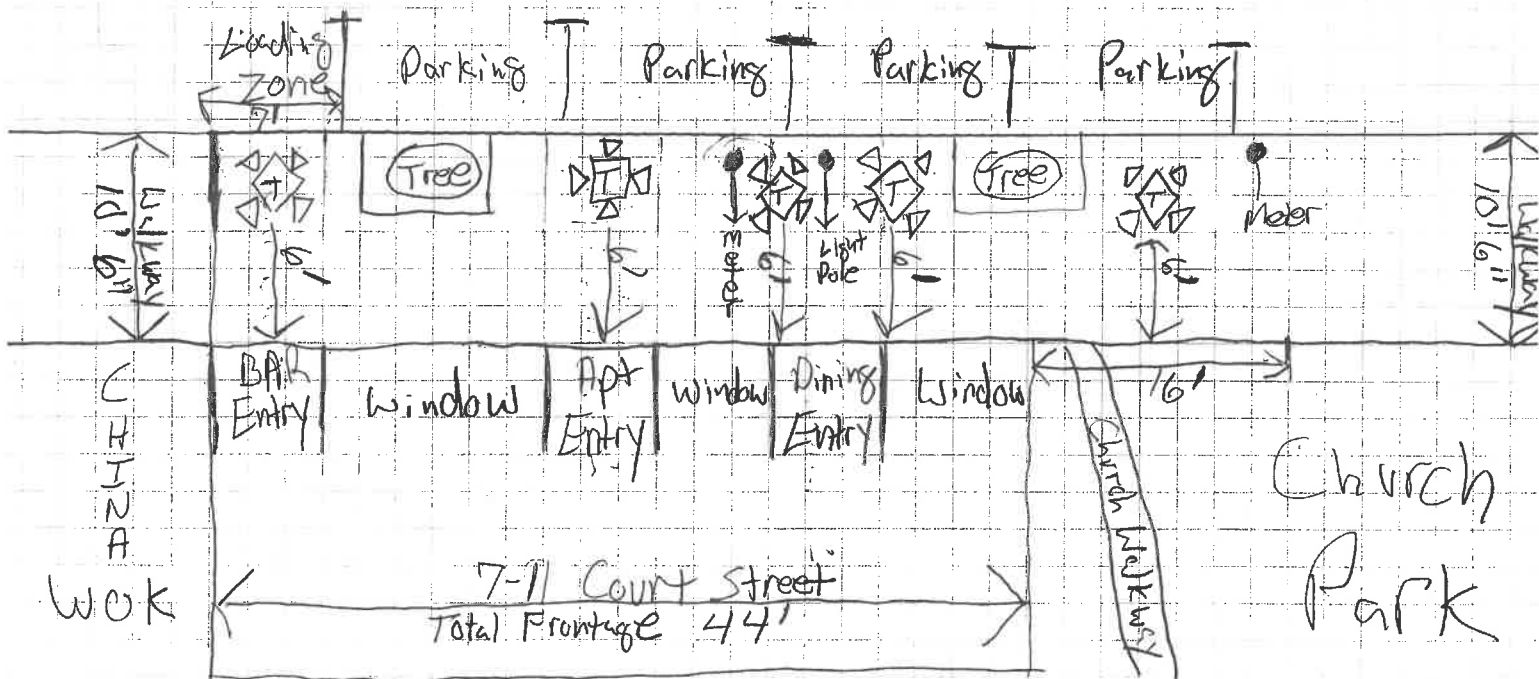 Loading
Zone
7'
Parking
Parking
Parking
Parking
Walkway
10' 6"
T
6'
Tree
T
6'
Meter
T
6'
Light
Pole
T
6'
Tree
T
6'
Meter
Walkway
10' 6"
CHINA
WOK
BAR
Entry
Window
Apt
Entry
Window
Dining
Entry
Window
16'
Church Walkway
Church
Park
7-11 Court Street
Total Frontage 44'